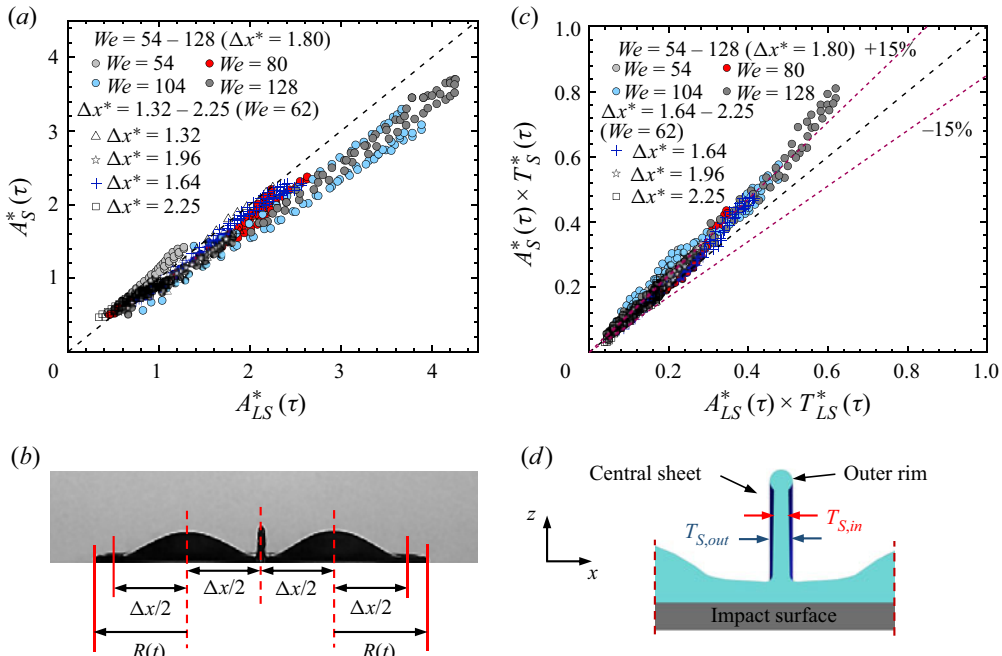 (a)
We = 54 – 128 (Δx* = 1.80)
We = 54
We = 80
We = 104
We = 128
Δx* = 1.32 – 2.25 (We = 62)
Δx* = 1.32
Δx* = 1.96
Δx* = 1.64
Δx* = 2.25
A*S(τ)
4
3
2
1
0
1
2
3
4
A*LS(τ)
(c)
We = 54 – 128 (Δx* = 1.80) +15%
We = 54
We = 80
We = 104
We = 128
Δx* = 1.64 – 2.25
(We = 62)
–15%
Δx* = 1.64
Δx* = 1.96
Δx* = 2.25
A*S(τ) × T*S(τ)
1.0
0.8
0.6
0.4
0.2
0
0.2
0.4
0.6
0.8
1.0
A*LS(τ) × T*LS(τ)
(b)
Δx/2
Δx/2
Δx/2
Δx/2
R(t)
R(t)
(d)
Central sheet
Outer rim
z
x
TS,in
TS,out
Impact surface